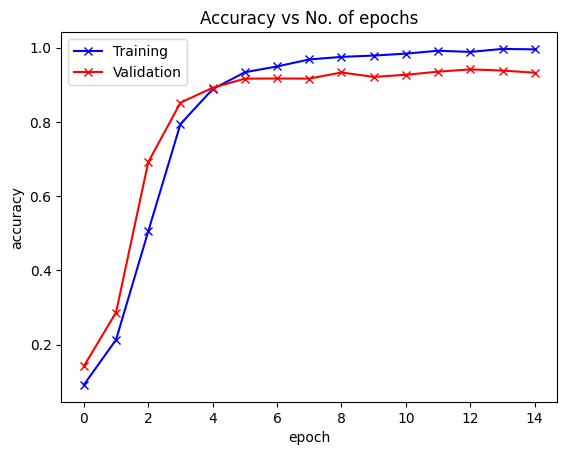 Accuracy vs No. of epochs
Training
Validation
1.0
0.8
0.6
0.4
0.2
accuracy
0 2 4 6 8 10 12 14
epoch